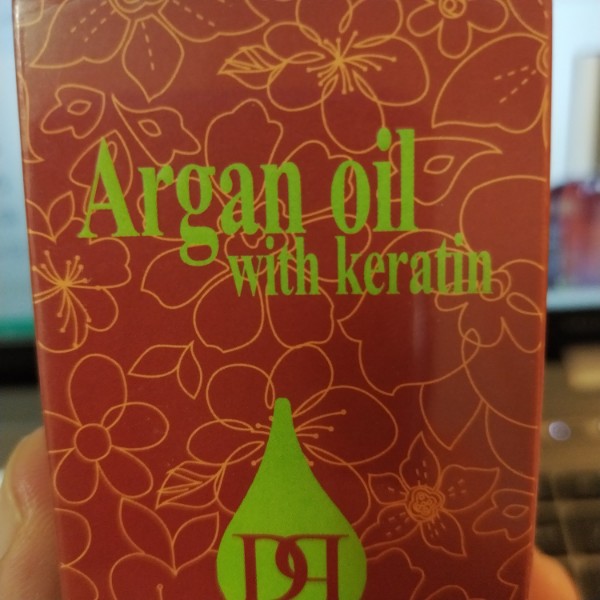 Argan oil
with keratin